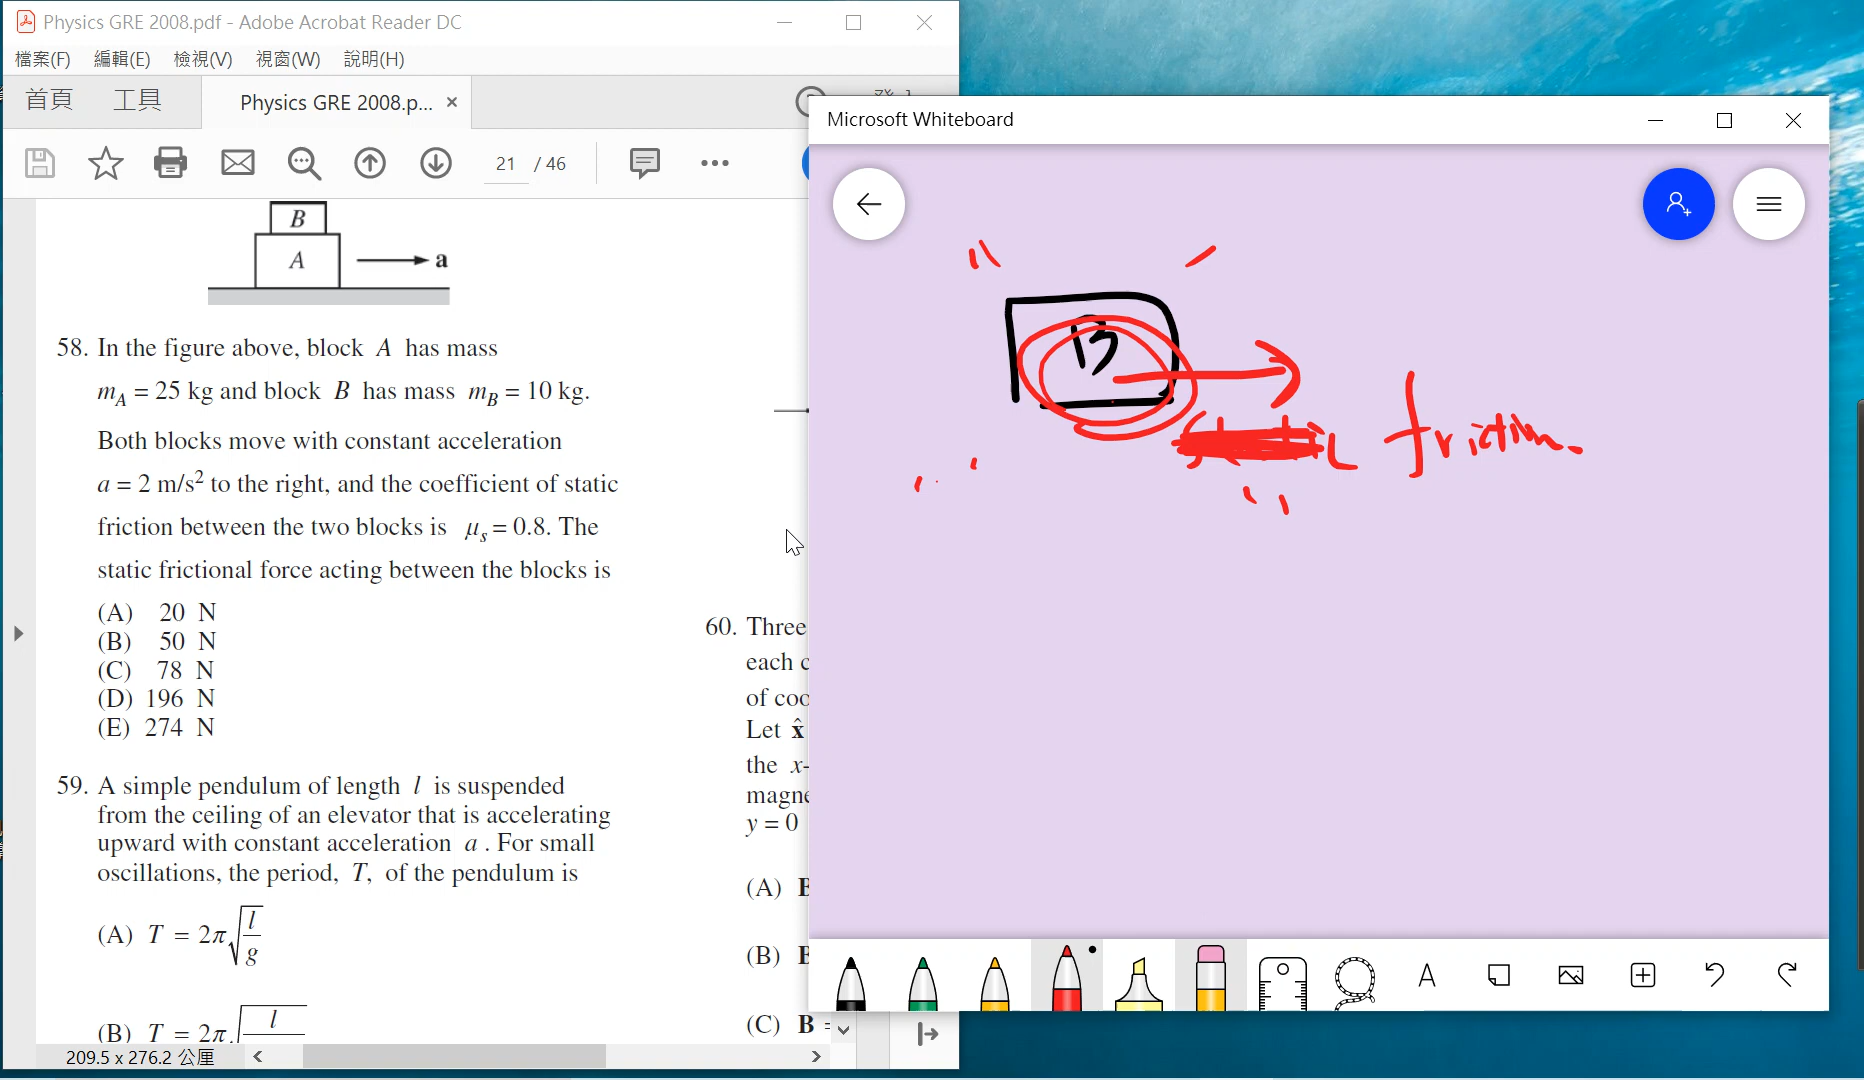 Physics GRE 2008.pdf - Adobe Acrobat Reader DC
檔案(F) 編輯(E) 檢視(V) 視窗(W) 說明(H)
首頁 工具 Physics GRE 2008.p... ×
21 / 46
B
A
a
58. In the figure above, block A has mass
m_A = 25 kg and block B has mass m_B = 10 kg.
Both blocks move with constant acceleration
a = 2 m/s² to the right, and the coefficient of static
friction between the two blocks is μ_s = 0.8. The
static frictional force acting between the blocks is
(A) 20 N
(B) 50 N
(C) 78 N
(D) 196 N
(E) 274 N
59. A simple pendulum of length l is suspended
from the ceiling of an elevator that is accelerating
upward with constant acceleration a . For small
oscillations, the period, T, of the pendulum is
(A) T = 2π√(l/g)
(B) T = 2π√ l
209.5 x 276.2 公厘
60. Three
each c
of coo
Let x̂
the x-
magne
y = 0
(A) B
(B) B
(C) B =
Microsoft Whiteboard
B
friction.
A